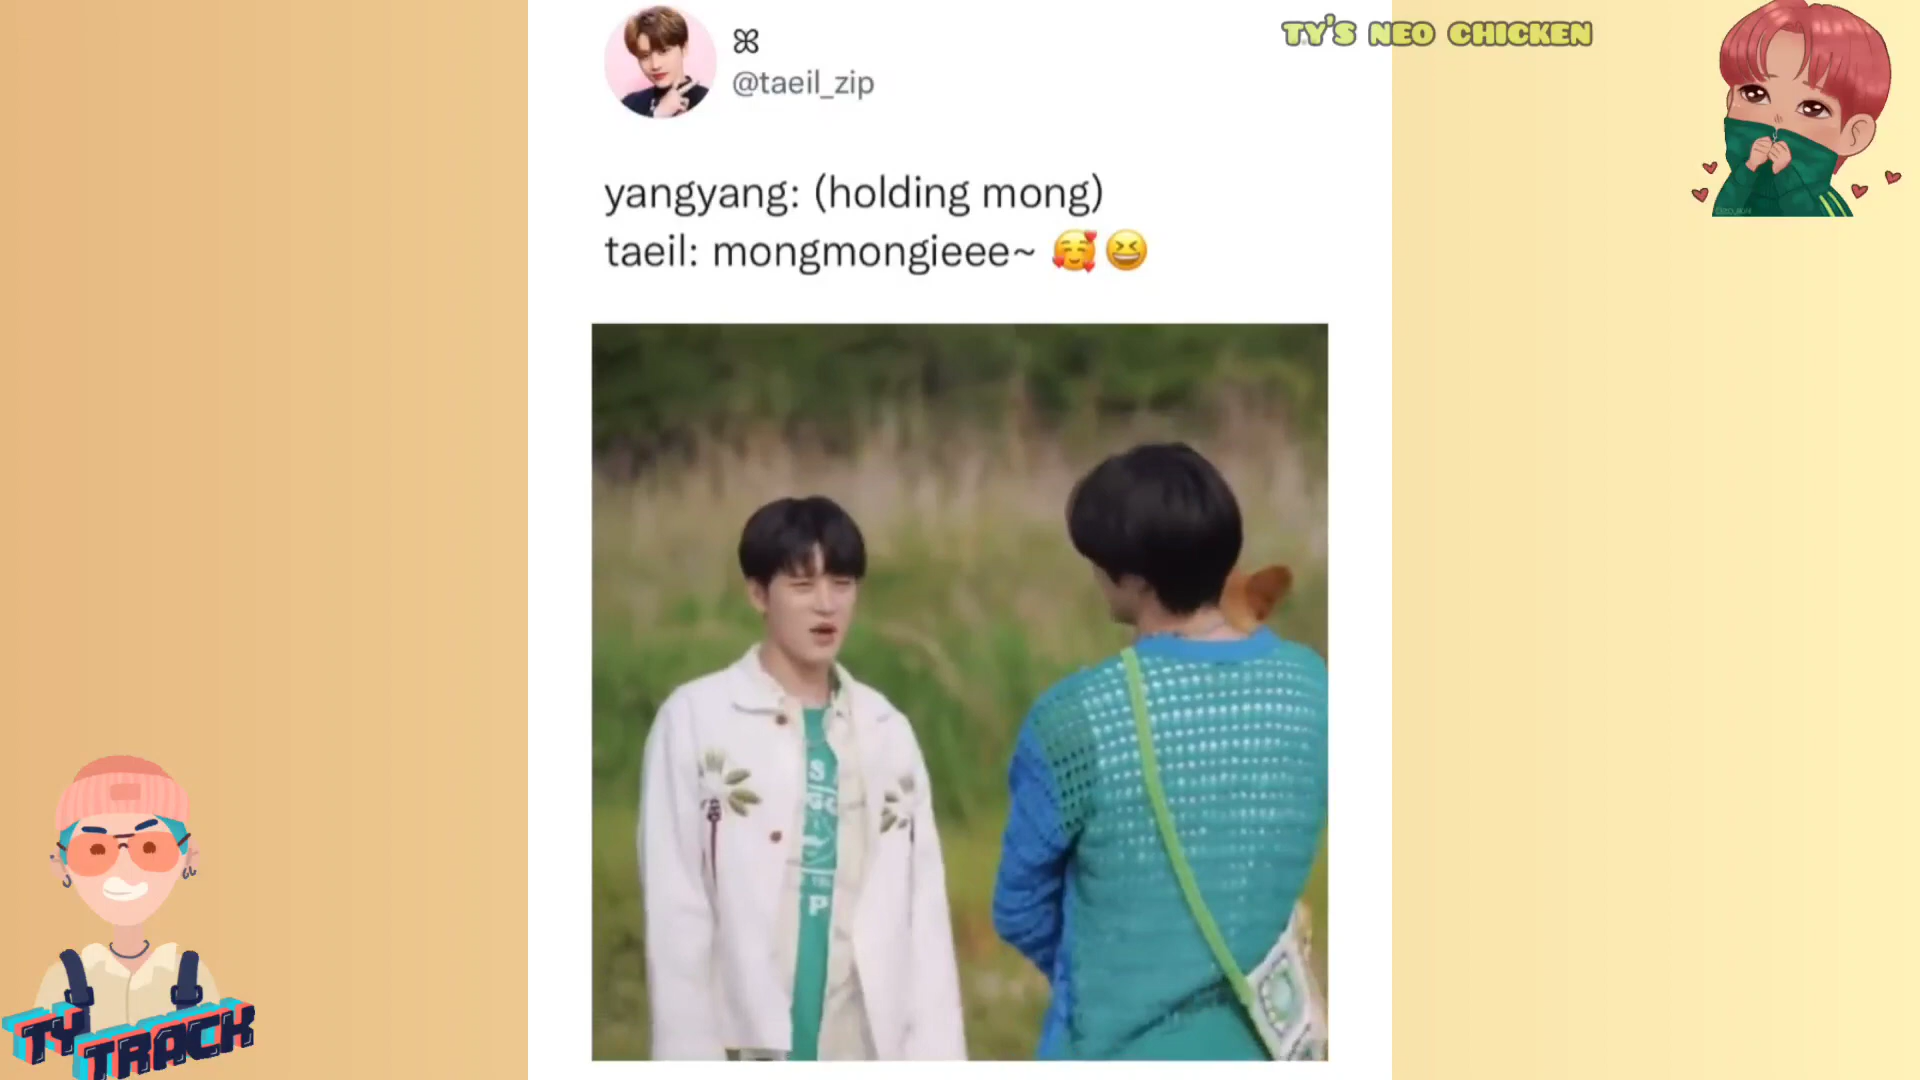 TY'S NEO CHICKEN
@taeil_zip
yangyang: (holding mong)
taeil: mongmongieee~ 🥰😆
P
TY TRACK